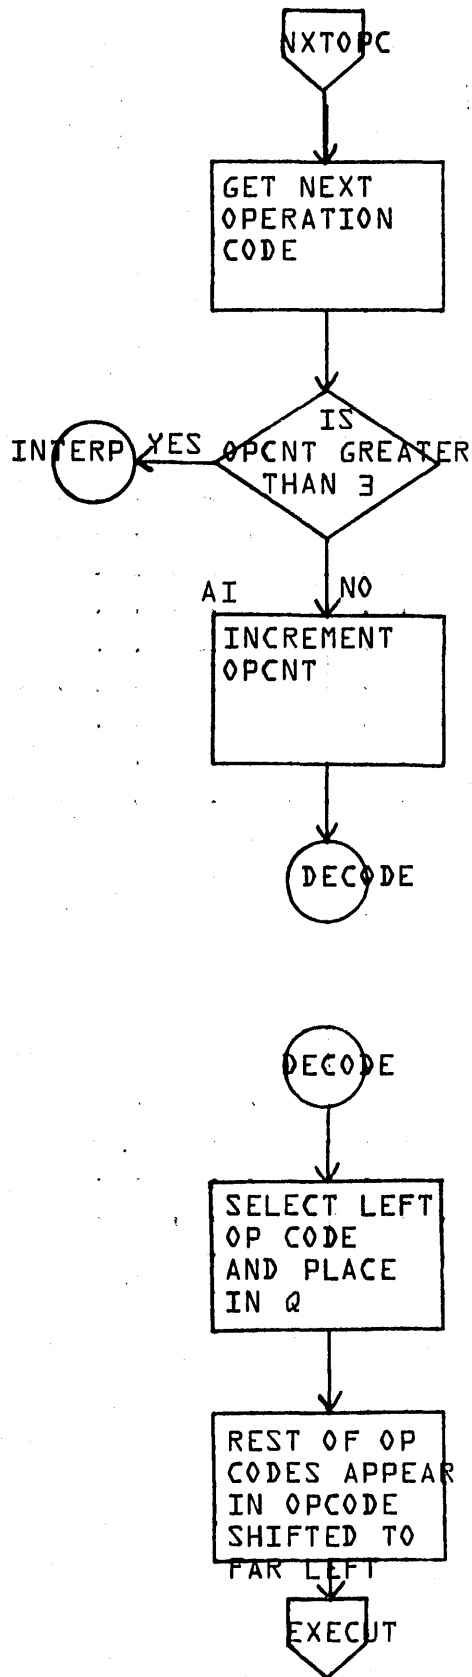 NXTOPC
GET NEXT
OPERATION
CODE
IS
OPCNT GREATER
THAN 3
YES
INTERP
NO
AI
INCREMENT
OPCNT
DECODE
DECODE
SELECT LEFT
OP CODE
AND PLACE
IN Q
REST OF OP
CODES APPEAR
IN OPCODE
SHIFTED TO
FAR LEFT
EXECUT